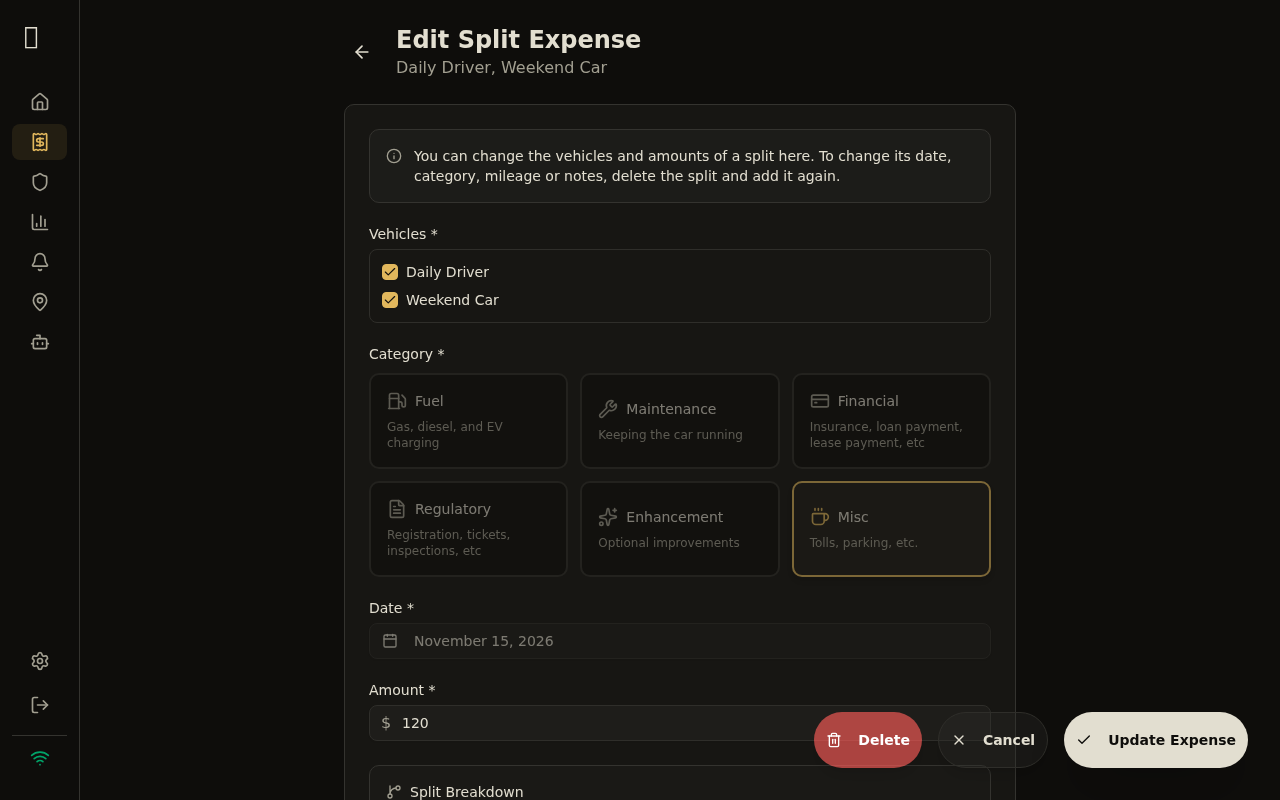 Edit Split Expense
Daily Driver, Weekend Car
You can change the vehicles and amounts of a split here. To change its date,
category, mileage or notes, delete the split and add it again.
Vehicles *
Daily Driver
Weekend Car
Category *
Fuel
Gas, diesel, and EV
charging
Maintenance
Keeping the car running
Financial
Insurance, loan payment,
lease payment, etc
Regulatory
Registration, tickets,
inspections, etc
Enhancement
Optional improvements
Misc
Tolls, parking, etc.
Date *
November 15, 2026
Amount *
$ 120
Delete
Cancel
Update Expense
Split Breakdown